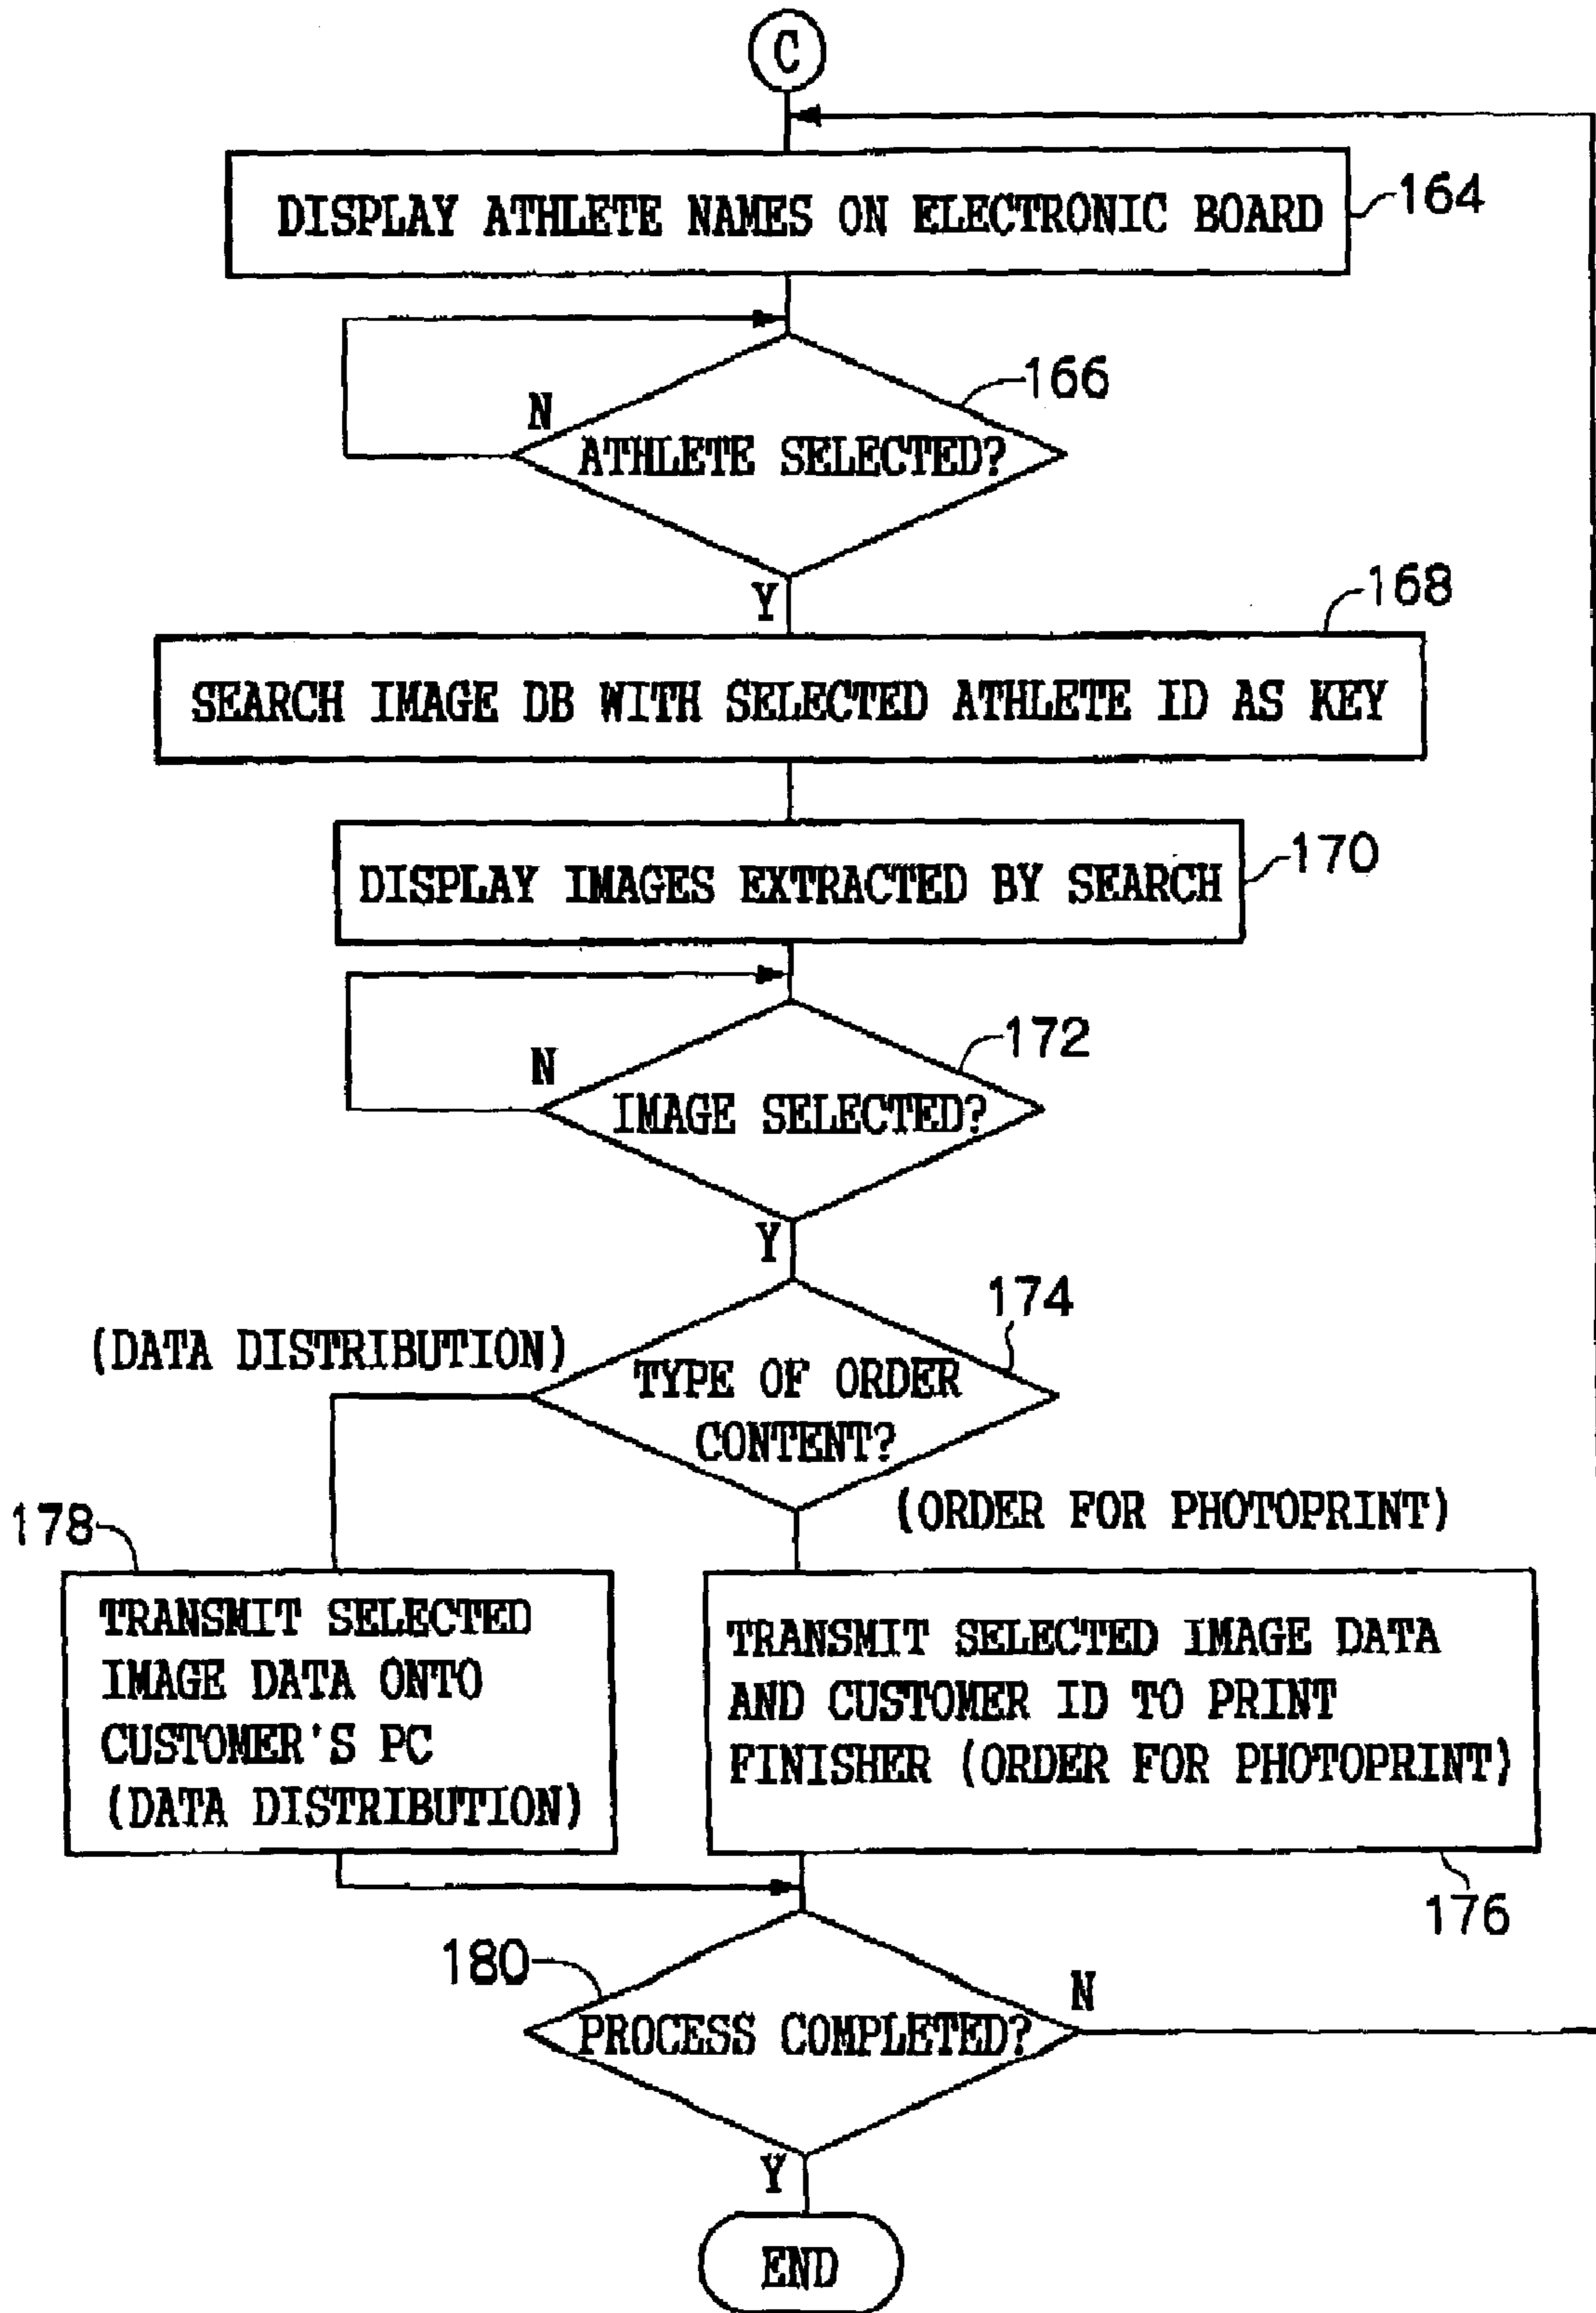 C
DISPLAY ATHLETE NAMES ON ELECTRONIC BOARD
164
166
N
ATHLETE SELECTED?
Y
168
SEARCH IMAGE DB WITH SELECTED ATHLETE ID AS KEY
DISPLAY IMAGES EXTRACTED BY SEARCH
170
172
N
IMAGE SELECTED?
Y
174
(DATA DISTRIBUTION)
TYPE OF ORDER
CONTENT?
(ORDER FOR PHOTOPRINT)
178
TRANSMIT SELECTED
IMAGE DATA ONTO
CUSTOMER'S PC
(DATA DISTRIBUTION)
TRANSMIT SELECTED IMAGE DATA
AND CUSTOMER ID TO PRINT
FINISHER (ORDER FOR PHOTOPRINT)
176
180
N
PROCESS COMPLETED?
Y
END